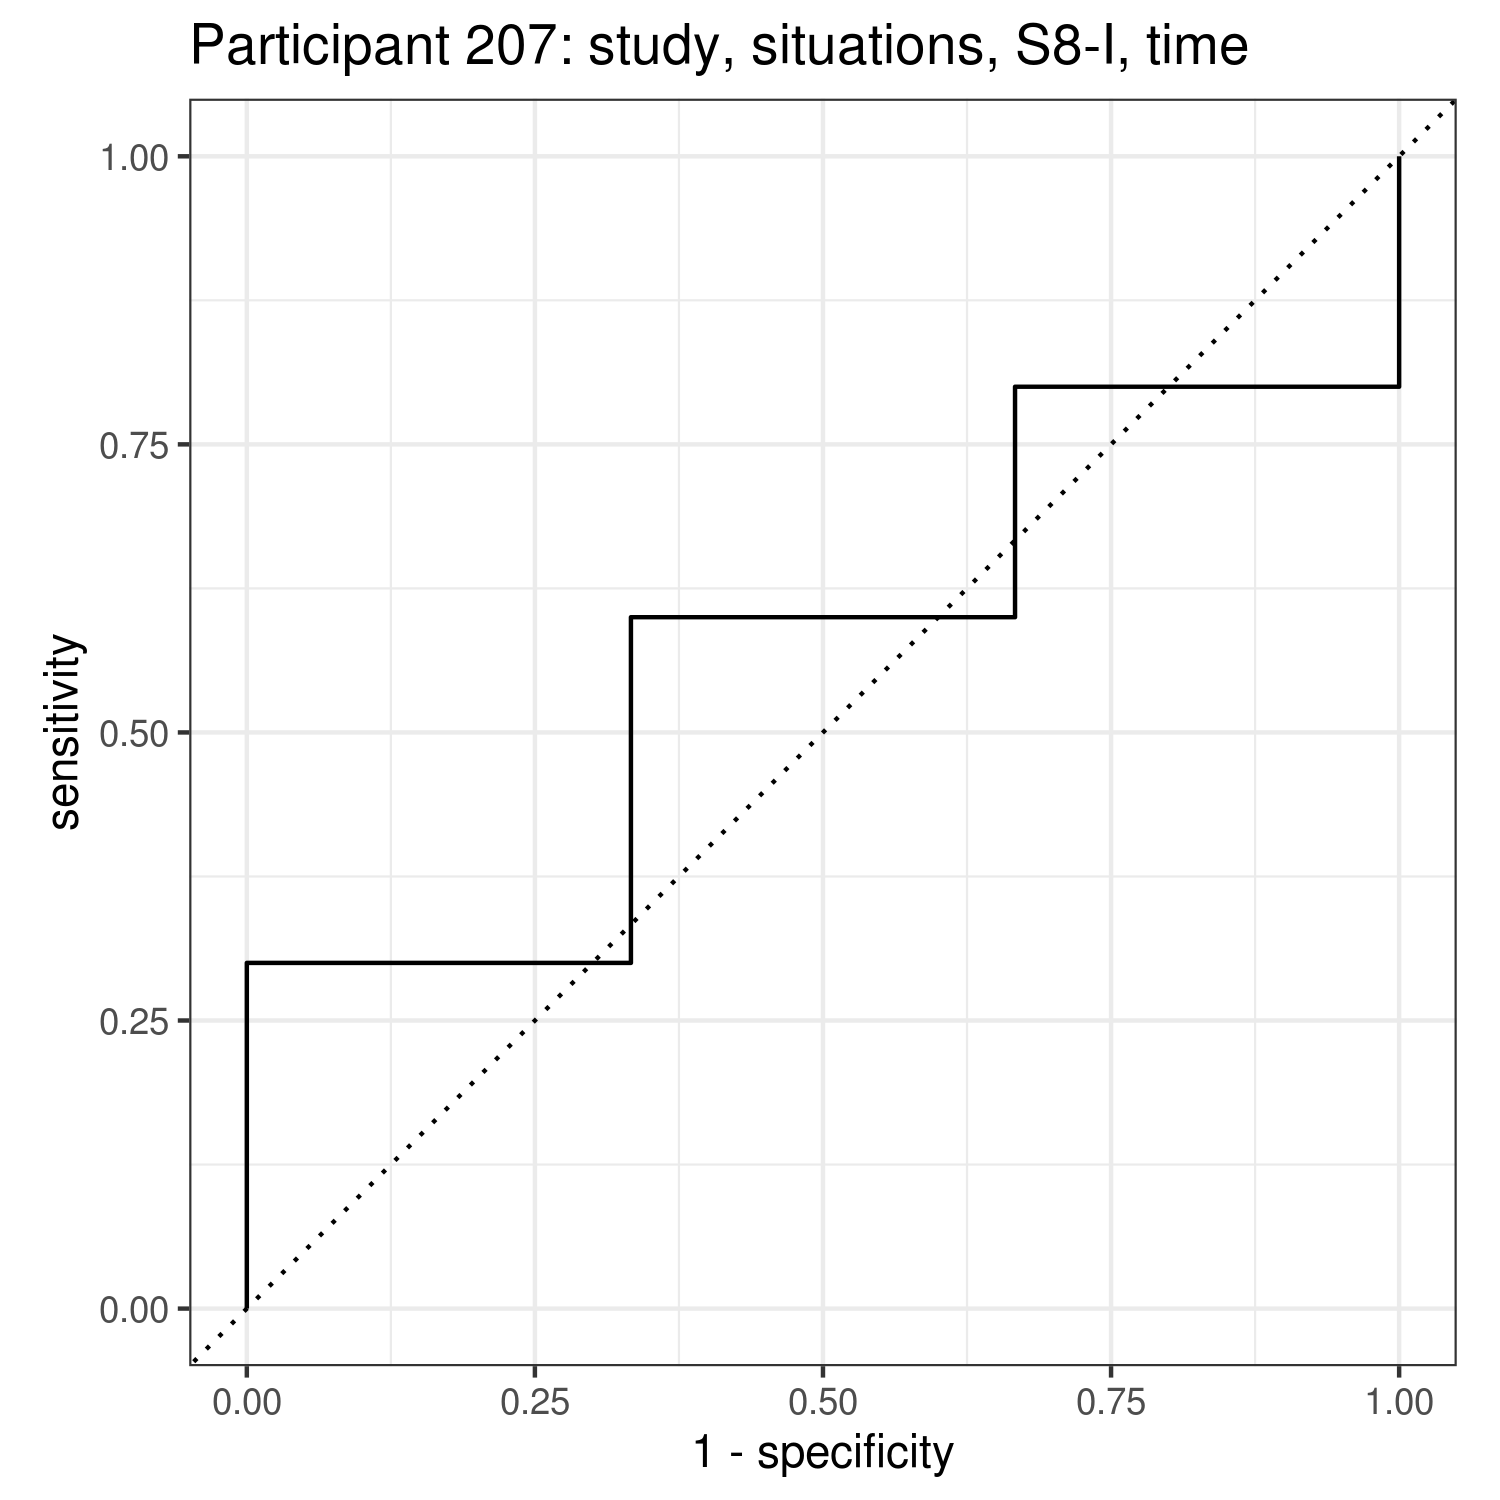 Participant 207: study, situations, S8-I, time
1.00
0.75
0.50
0.25
0.00
sensitivity
0.00 0.25 0.50 0.75 1.00
1 - specificity